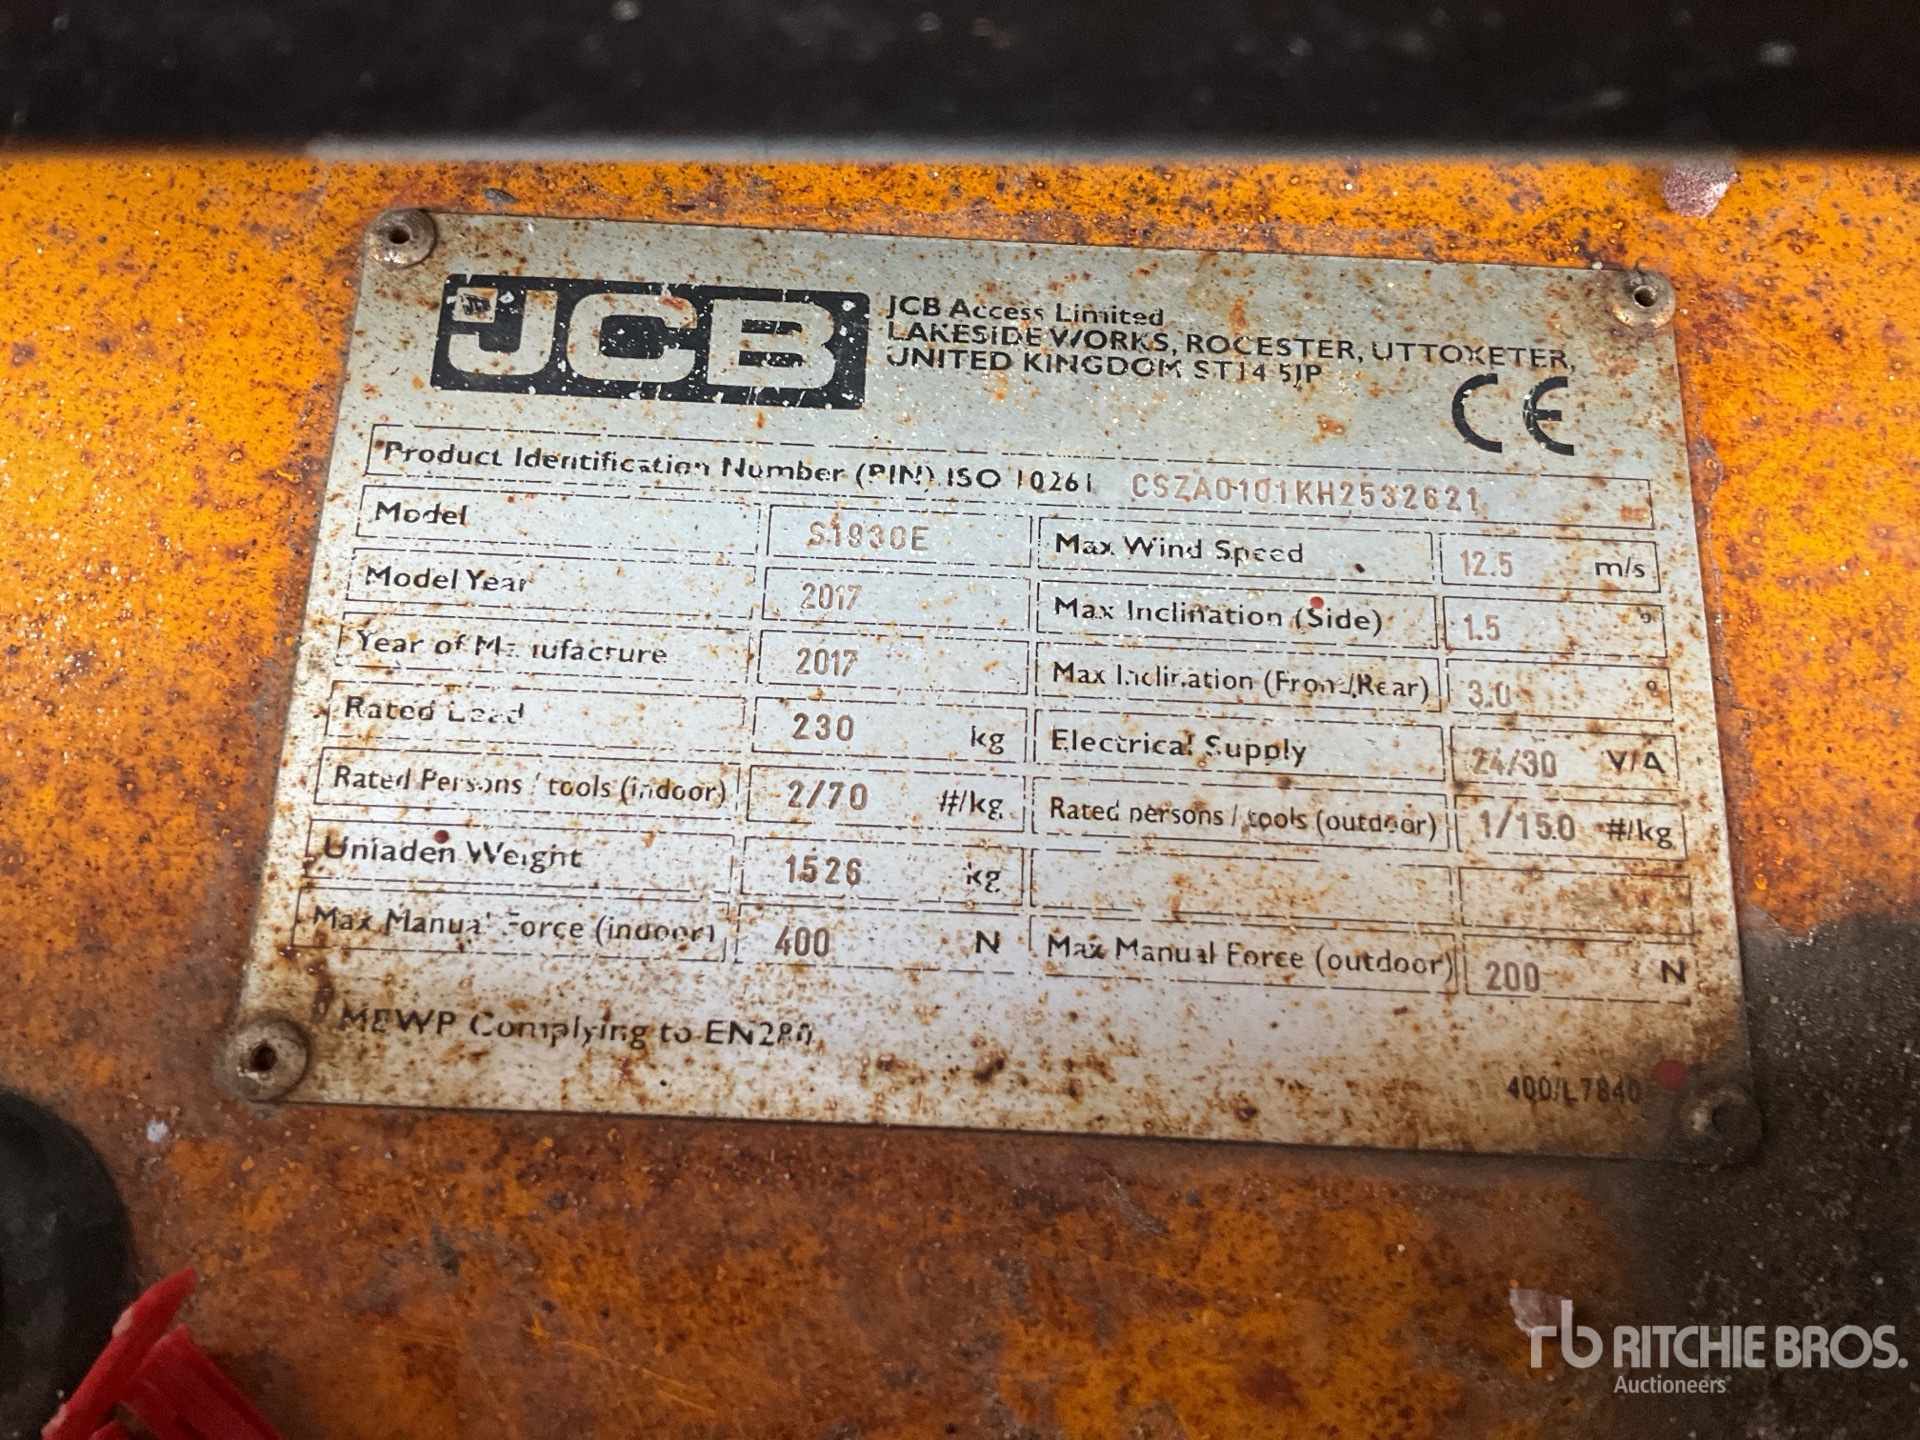 JCB
JCB Access Limited
LAKESIDE WORKS, ROCESTER, UTTOXETER,
UNITED KINGDOM ST14 5JP
CE
Product Identification Number (PIN) ISO 10261 CSZA0101KH2532621
Model S1930E Max Wind Speed 12.5 m/s
Model Year 2017 Max Inclination (Side) 1.5 °
Year of Manufacture 2017 Max Inclination (Front/Rear) 3.0 °
Rated Load 230 kg Electrical Supply 24/30 V/A
Rated Persons / tools (indoor) 2/70 #/kg Rated persons / tools (outdoor) 1/150 #/kg
Unladen Weight 1526 kg
Max Manual Force (indoor) 400 N Max Manual Force (outdoor) 200 N
MEWP Complying to EN280
400/L7840
rb RITCHIE BROS.
Auctioneers